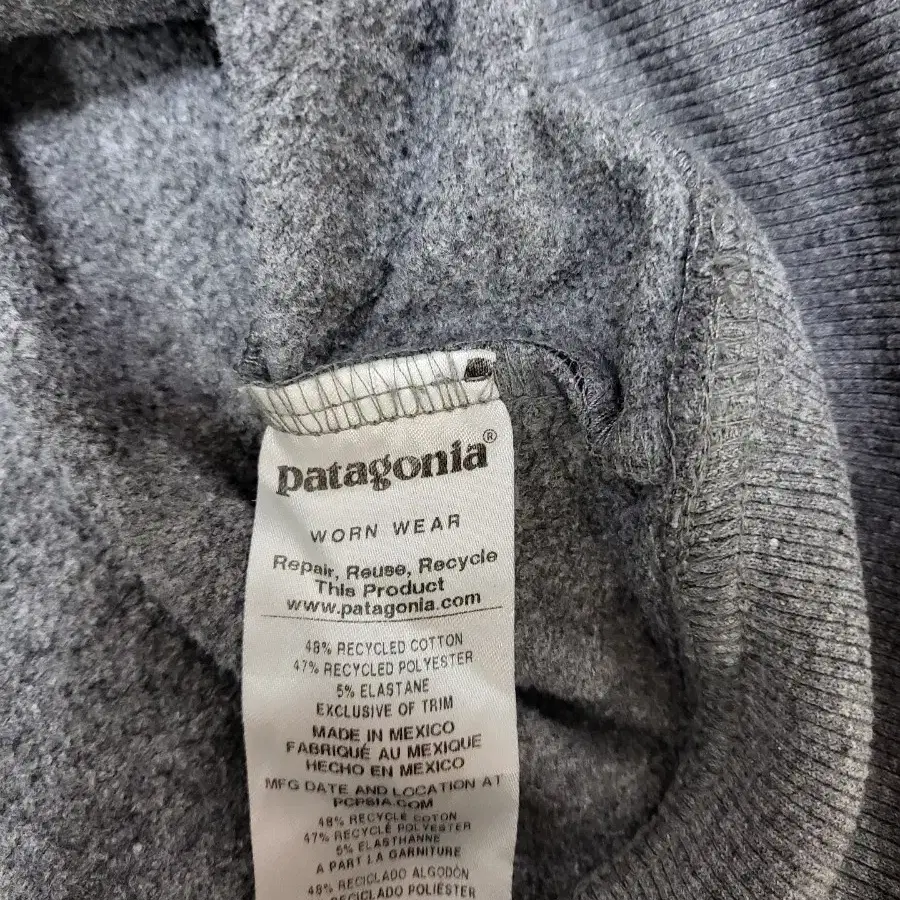 patagonia®
WORN WEAR
Repair, Reuse, Recycle
This Product
www.patagonia.com
48% RECYCLED COTTON
47% RECYCLED POLYESTER
5% ELASTANE
EXCLUSIVE OF TRIM
MADE IN MEXICO
FABRIQUÉ AU MEXIQUE
HECHO EN MEXICO
MFG DATE AND LOCATION AT
PCPSIA.COM
48% RECYCLÉ COTON
47% RECYCLÉ POLYESTER
5% ELASTHANNE
A PART LA GARNITURE
48% RECICLADO ALGODÓN
RECICLADO POLIÉSTER